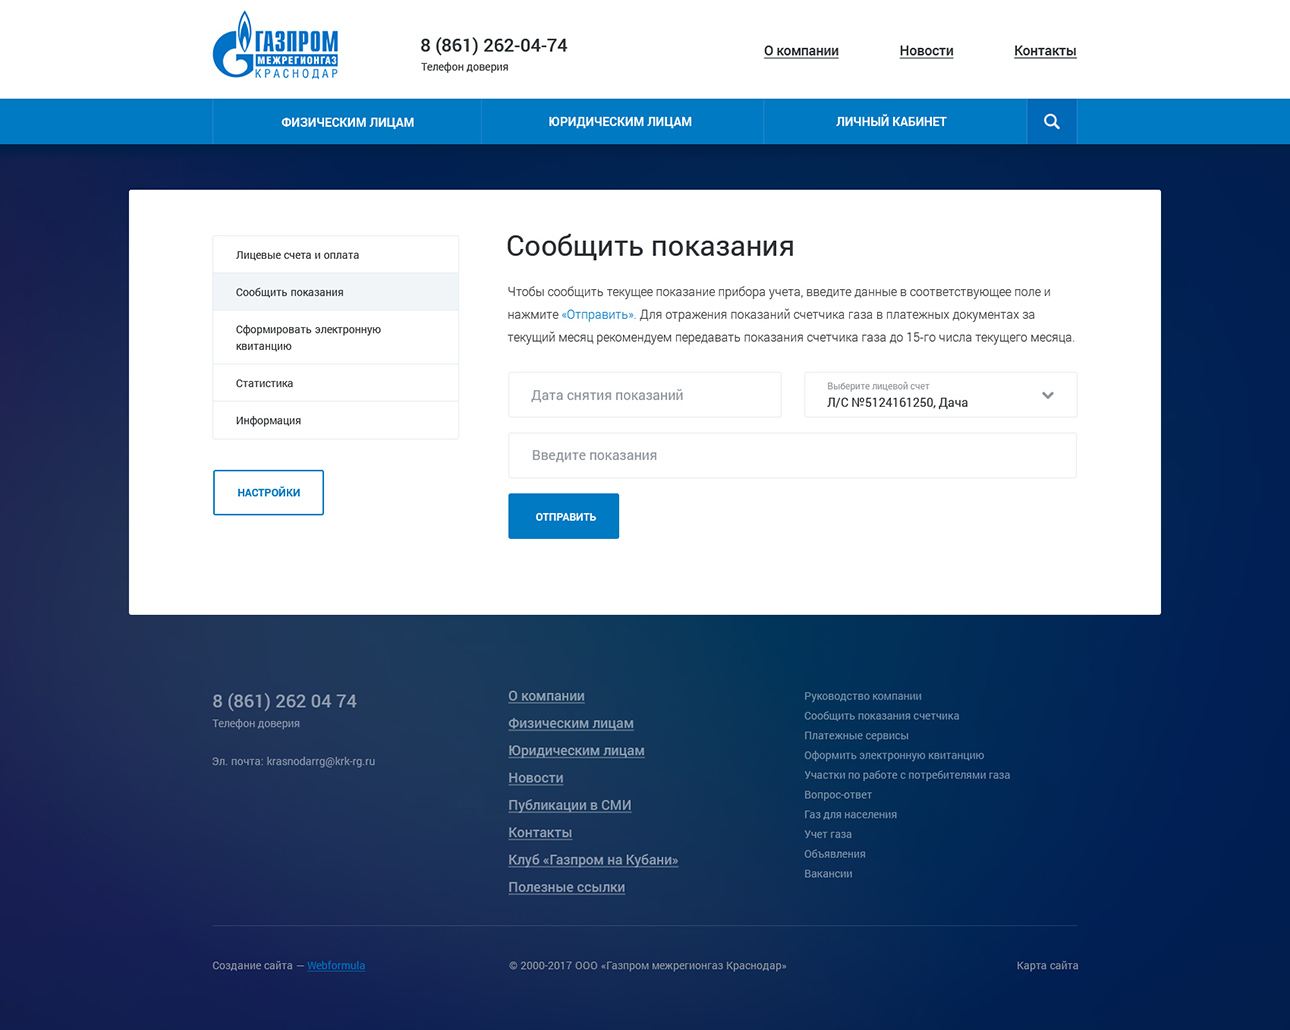 ГАЗПРОМ
МЕЖРЕГИОНГАЗ
КРАСНОДАР
8 (861) 262-04-74
Телефон доверия
О компании
Новости
Контакты
ФИЗИЧЕСКИМ ЛИЦАМ
ЮРИДИЧЕСКИМ ЛИЦАМ
ЛИЧНЫЙ КАБИНЕТ
Лицевые счета и оплата
Сообщить показания
Сформировать электронную
квитанцию
Статистика
Информация
НАСТРОЙКИ
Сообщить показания
Чтобы сообщить текущее показание прибора учета, введите данные в соответствующее поле и
нажмите «Отправить». Для отражения показаний счетчика газа в платежных документах за
текущий месяц рекомендуем передавать показания счетчика газа до 15-го числа текущего месяца.
Дата снятия показаний
Выберите лицевой счет
Л/С №5124161250, Дача
Введите показания
ОТПРАВИТЬ
8 (861) 262 04 74
Телефон доверия
Эл. почта: krasnodarrg@krk-rg.ru
О компании
Физическим лицам
Юридическим лицам
Новости
Публикации в СМИ
Контакты
Клуб «Газпром на Кубани»
Полезные ссылки
Руководство компании
Сообщить показания счетчика
Платежные сервисы
Оформить электронную квитанцию
Участки по работе с потребителями газа
Вопрос-ответ
Газ для населения
Учет газа
Объявления
Вакансии
Создание сайта — Webformula
© 2000-2017 ООО «Газпром межрегионгаз Краснодар»
Карта сайта